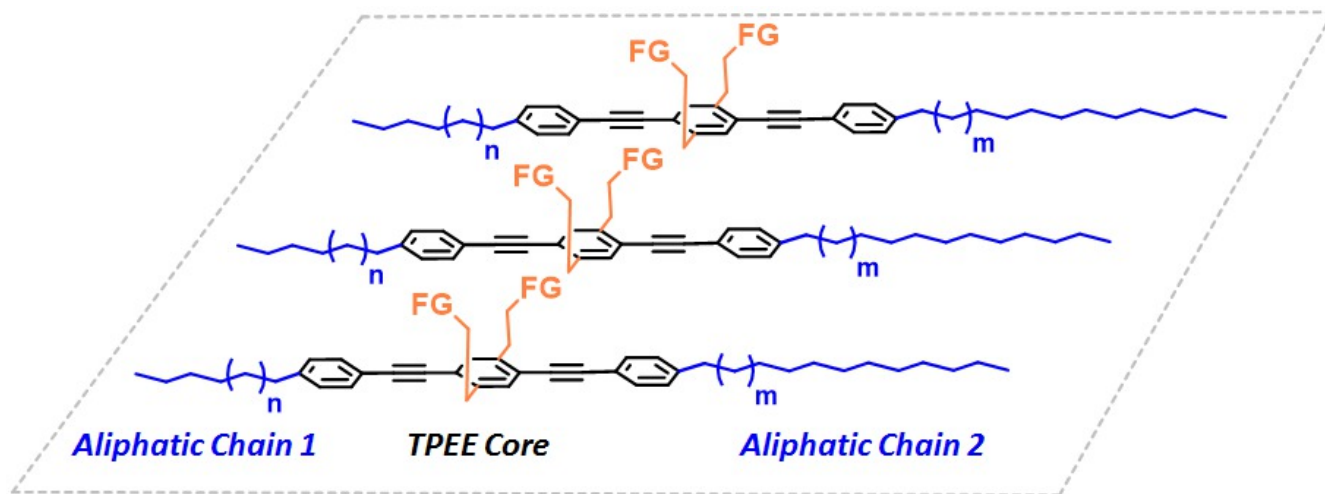 FG FG
n m
FG FG
n m
FG FG
n m
Aliphatic Chain 1 TPEE Core Aliphatic Chain 2